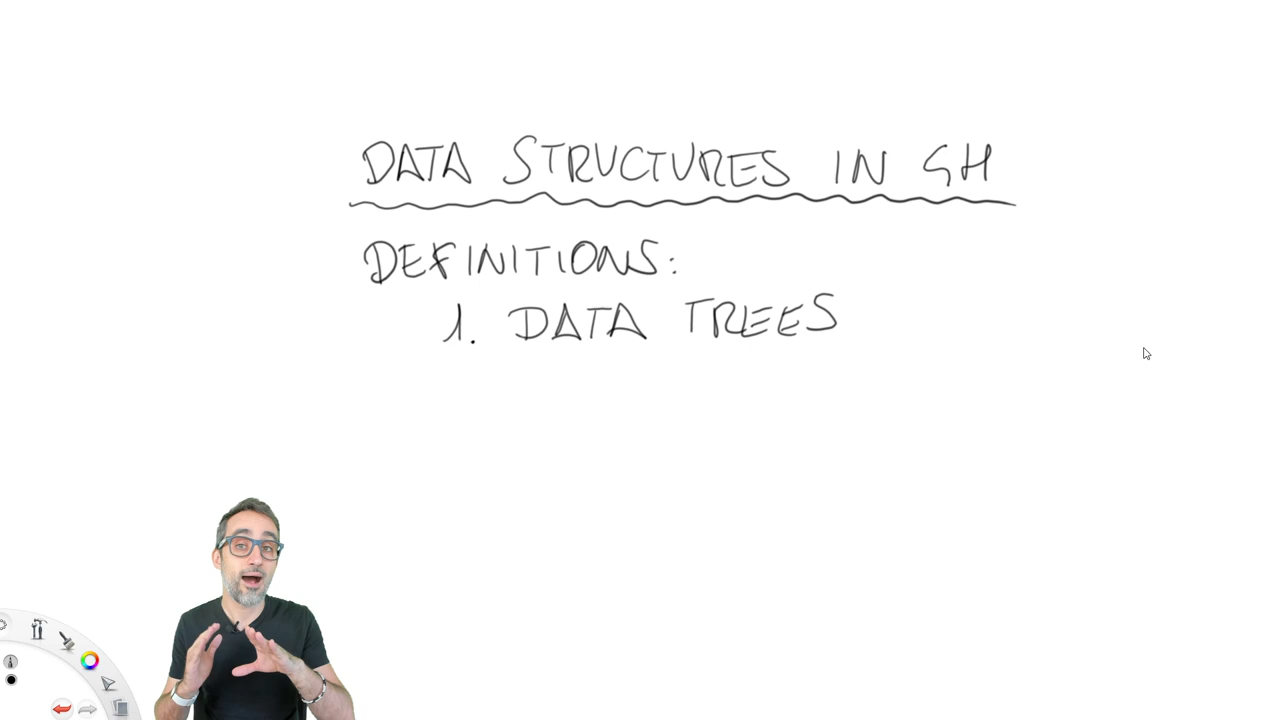 DATA STRUCTURES IN GH
DEFINITIONS:
1. DATA TREES